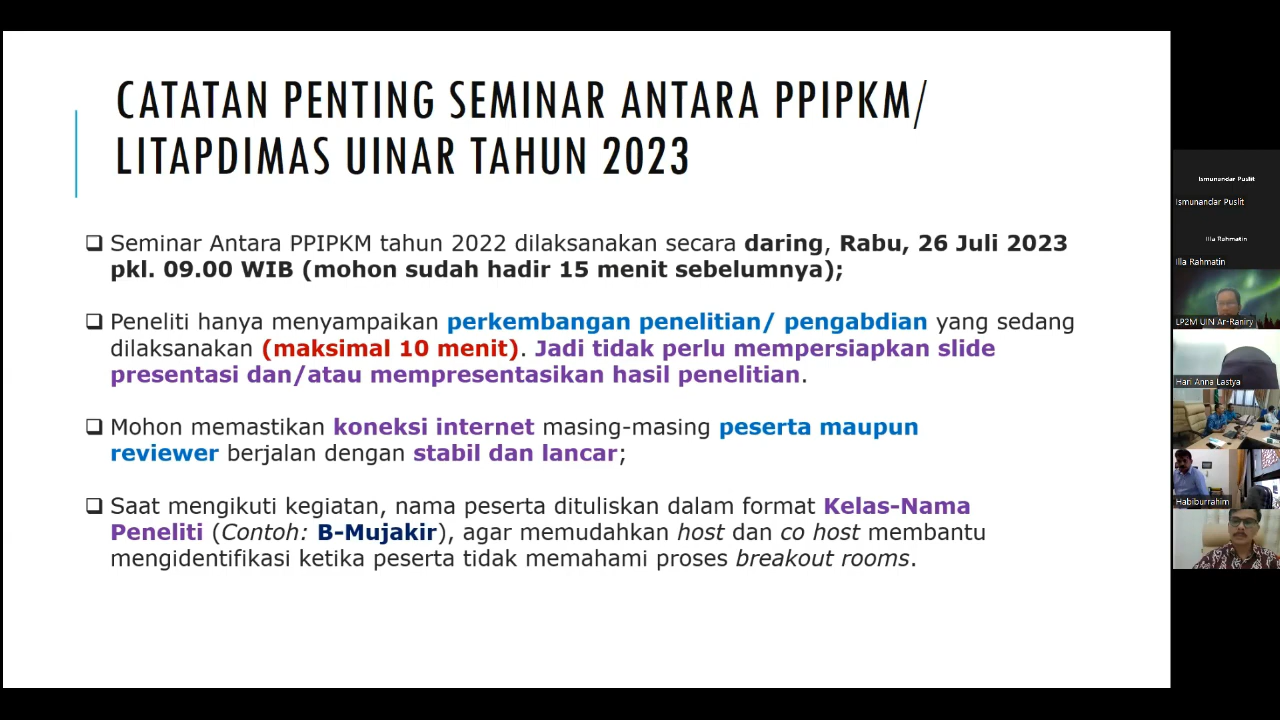 CATATAN PENTING SEMINAR ANTARA PPIPKM/
LITAPDIMAS UINAR TAHUN 2023
❑ Seminar Antara PPIPKM tahun 2022 dilaksanakan secara daring, Rabu, 26 Juli 2023
pkl. 09.00 WIB (mohon sudah hadir 15 menit sebelumnya);
❑ Peneliti hanya menyampaikan perkembangan penelitian/ pengabdian yang sedang
dilaksanakan (maksimal 10 menit). Jadi tidak perlu mempersiapkan slide
presentasi dan/atau mempresentasikan hasil penelitian.
❑ Mohon memastikan koneksi internet masing-masing peserta maupun
reviewer berjalan dengan stabil dan lancar;
❑ Saat mengikuti kegiatan, nama peserta dituliskan dalam format Kelas-Nama
Peneliti (Contoh: B-Mujakir), agar memudahkan host dan co host membantu
mengidentifikasi ketika peserta tidak memahami proses breakout rooms.
Ismunandar Puslit
Ismunandar Puslit
Illa Rahmatin
Illa Rahmatin
LP2M UIN Ar-Raniry
Hari Anna Lastya
Habiburrahim